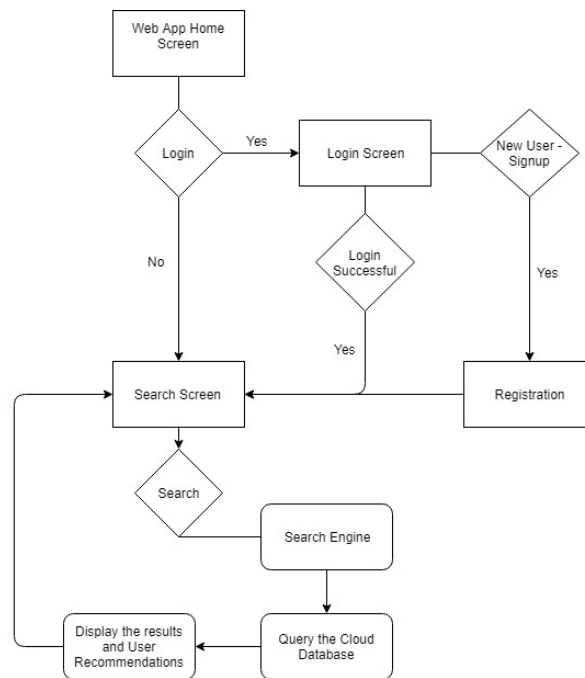 Web App Home
Screen
Login
Yes
Login Screen
New User -
Signup
Login
Successful
No
Yes
Yes
Search Screen
Registration
Search
Search Engine
Display the results
and User
Recommendations
Query the Cloud
Database